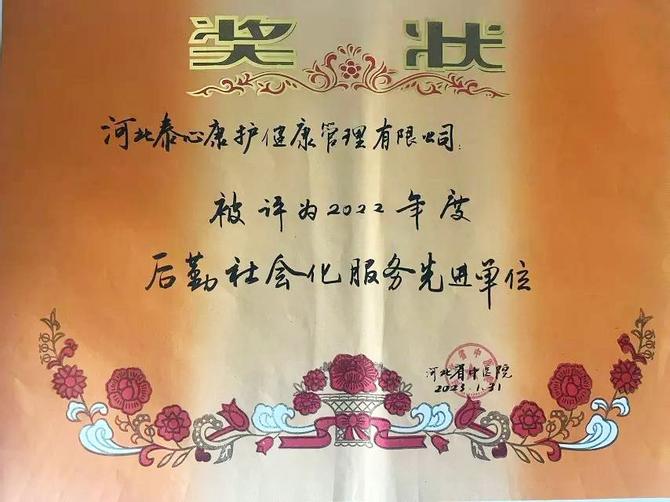 奖状
河北泰心康护健康管理有限公司:
被评为2022年度
后勤社会化服务先进单位
河北省中医院
2023.1.31